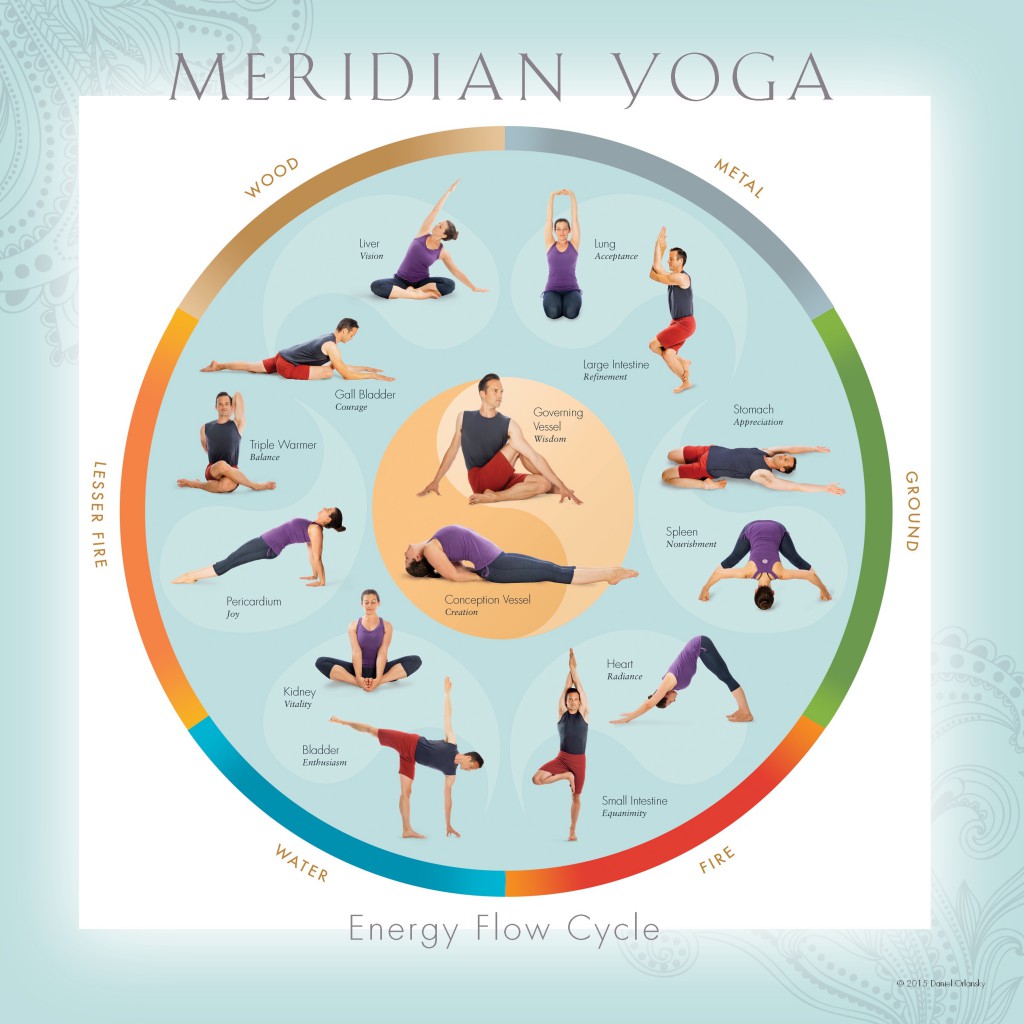 MERIDIAN YOGA
WOOD
METAL
Liver
Vision
Lung
Acceptance
Large Intestine
Refinement
Gall Bladder
Courage
Governing
Vessel
Wisdom
Stomach
Appreciation
Triple Warmer
Balance
LESSER FIRE
GROUND
Spleen
Nourishment
Pericardium
Joy
Conception Vessel
Creation
Heart
Radiance
Kidney
Vitality
Bladder
Enthusiasm
Small Intestine
Equanimity
WATER
FIRE
Energy Flow Cycle
© 2015 Daniel Orlansky